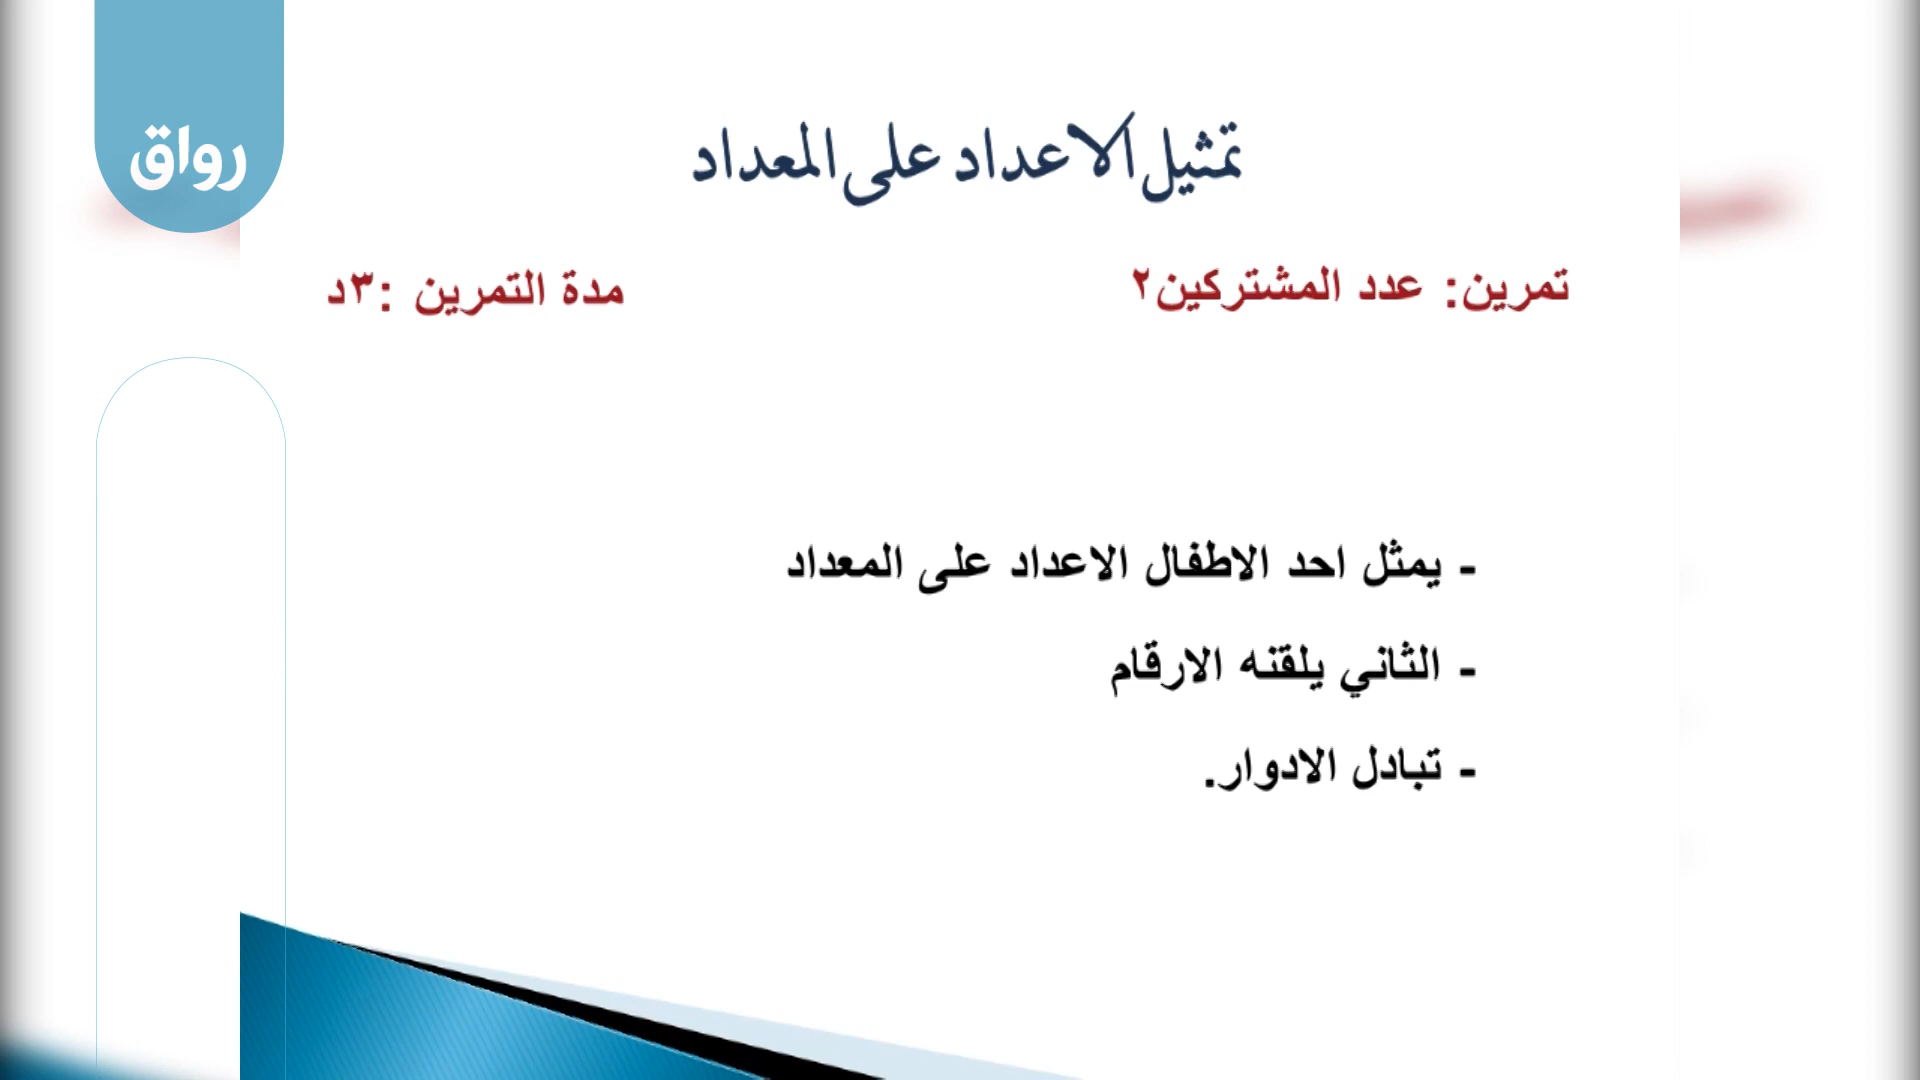 رواق
تمثيل الاعداد على المعداد
تمرين: عدد المشتركين٢
مدة التمرين :٣د
- يمثل احد الاطفال الاعداد على المعداد
- الثاني يلقنه الارقام
- تبادل الادوار.